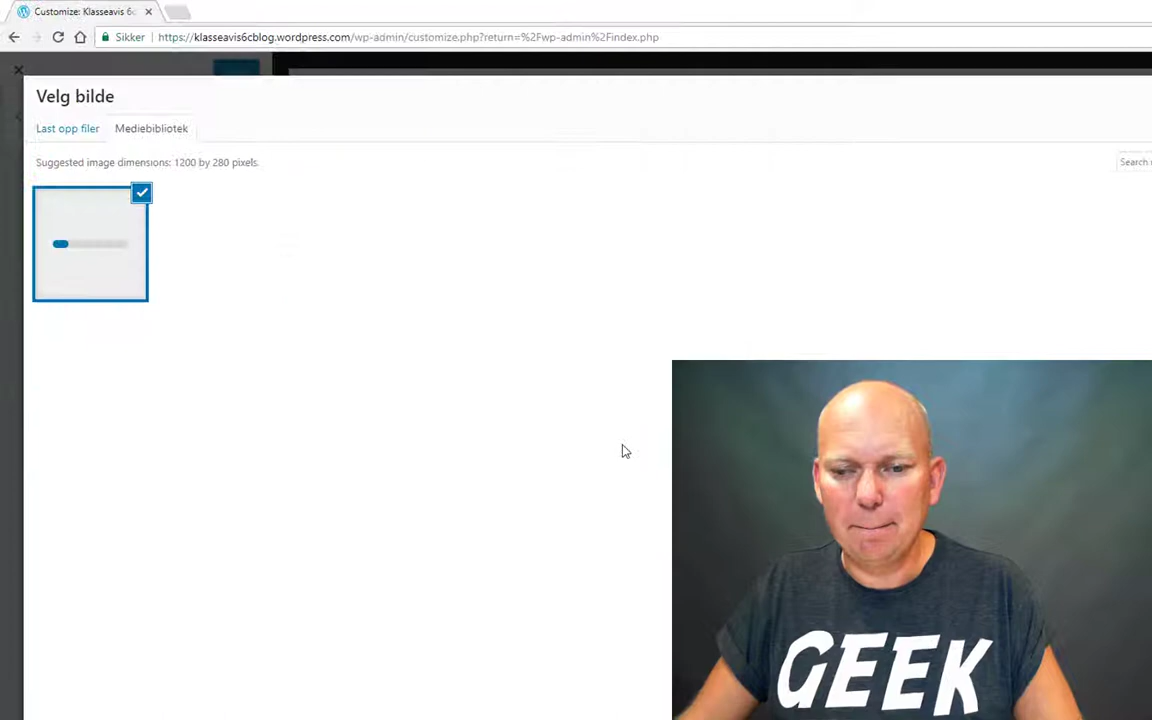 Customize: Klasseavis 6c
Sikker
https://klasseavis6cblog.wordpress.com/wp-admin/customize.php?return=%2Fwp-admin%2Findex.php
Velg bilde
Last opp filer
Mediebibliotek
Suggested image dimensions: 1200 by 280 pixels.
Search
GEEK